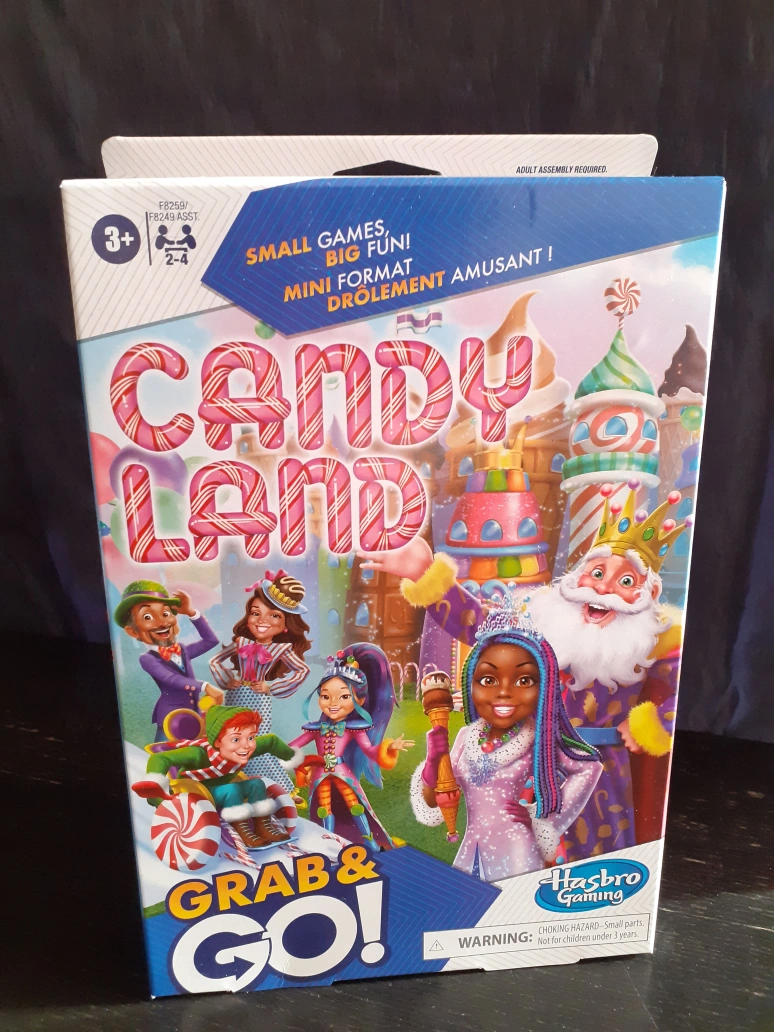 ADULT ASSEMBLY REQUIRED.
F8259/
F8249 ASST.
3+
2-4
SMALL GAMES,
BIG FUN!
MINI FORMAT
DRÔLEMENT AMUSANT !
CANDY
LAND
GRAB &
GO!
Hasbro
Gaming
WARNING: CHOKING HAZARD–Small parts.
Not for children under 3 years.